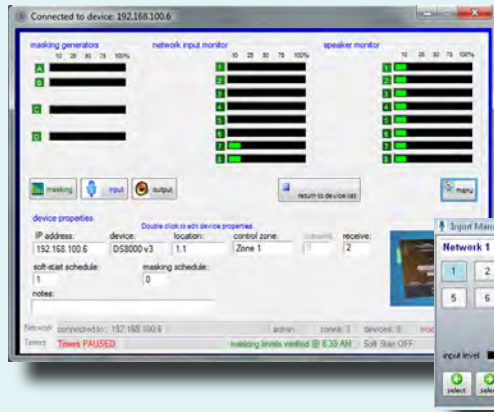 Connected to device: 192.168.100.6
masking generators network input monitor speaker monitor
10 25 50 75 100% 10 25 50 75 100% 10 25 50 75 100%
A 1 1
B 2 2
3 3
C 4 4
5 5
D 6 6
7 7
8 8
masking input output return to device list menu
device properties
Double click to edit device properties
IP address: device: location: control zone: receive:
192.168.100.6 DS8000 v3 1.1 Zone 1 2
soft-start schedule: masking schedule:
1 0
notes:
Network connected to: 192.168.100.6 admin zones: 3 devices: 8
Timers Timers PAUSED masking levels verified @ 8:39 AM Soft Start OFF
Network 1
1 2
5 6
input level
select